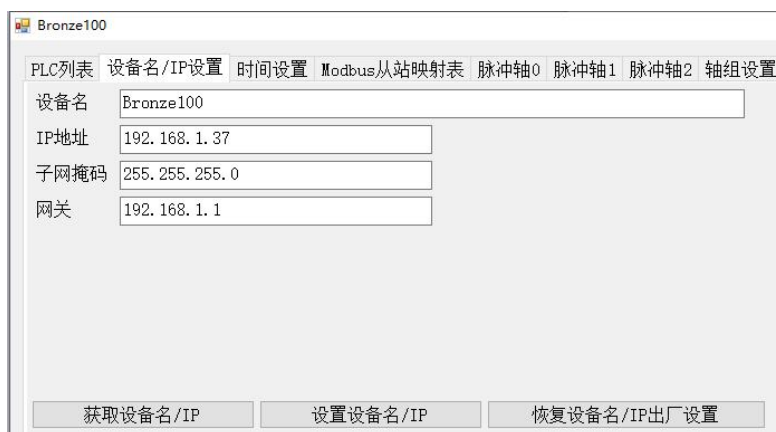 Bronze100
PLC列表 设备名/IP设置 时间设置 Modbus从站映射表 脉冲轴0 脉冲轴1 脉冲轴2 轴组设置
设备名 Bronze100
IP地址 192.168.1.37
子网掩码 255.255.255.0
网关 192.168.1.1
获取设备名/IP 设置设备名/IP 恢复设备名/IP出厂设置